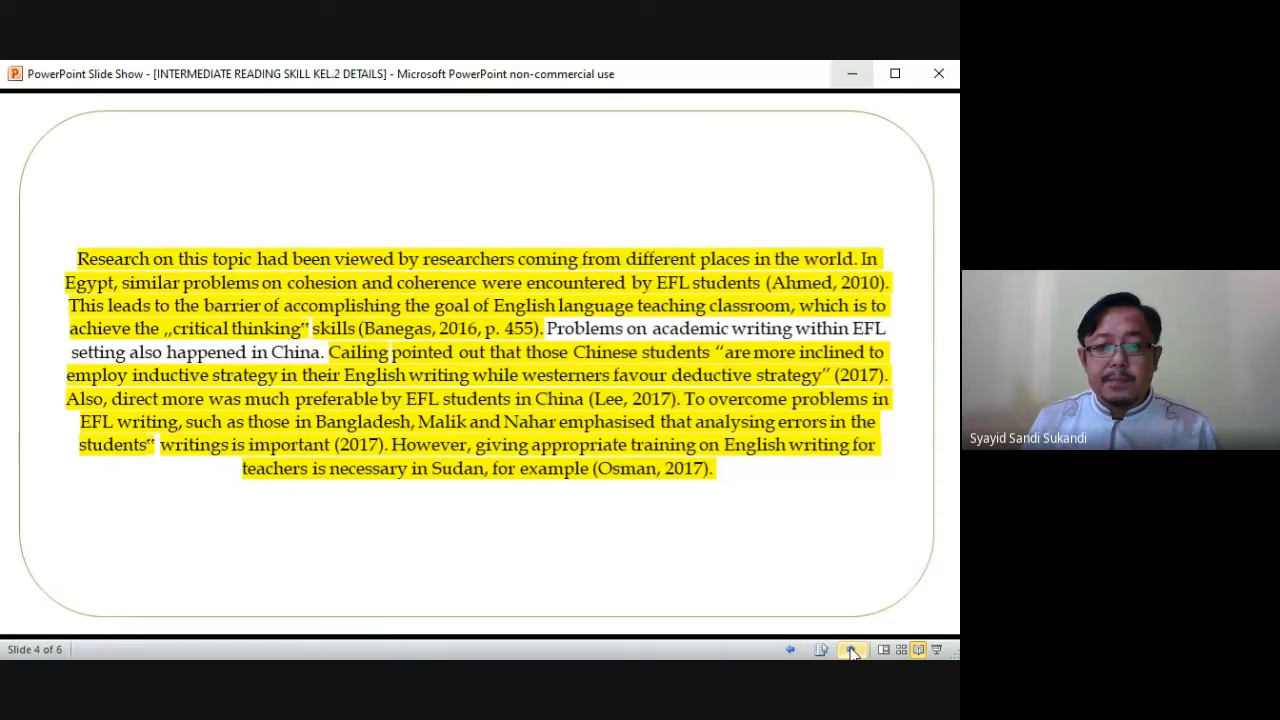 PowerPoint Slide Show - [INTERMEDIATE READING SKILL KEL.2 DETAILS] - Microsoft PowerPoint non-commercial use
Research on this topic had been viewed by researchers coming from different places in the world. In
Egypt, similar problems on cohesion and coherence were encountered by EFL students (Ahmed, 2010).
This leads to the barrier of accomplishing the goal of English language teaching classroom, which is to
achieve the „critical thinking‟ skills (Banegas, 2016, p. 455). Problems on academic writing within EFL
setting also happened in China. Cailing pointed out that those Chinese students “are more inclined to
employ inductive strategy in their English writing while westerners favour deductive strategy” (2017).
Also, direct more was much preferable by EFL students in China (Lee, 2017). To overcome problems in
EFL writing, such as those in Bangladesh, Malik and Nahar emphasised that analysing errors in the
students‟ writings is important (2017). However, giving appropriate training on English writing for
teachers is necessary in Sudan, for example (Osman, 2017).
Syayid Sandi Sukandi
Slide 4 of 6